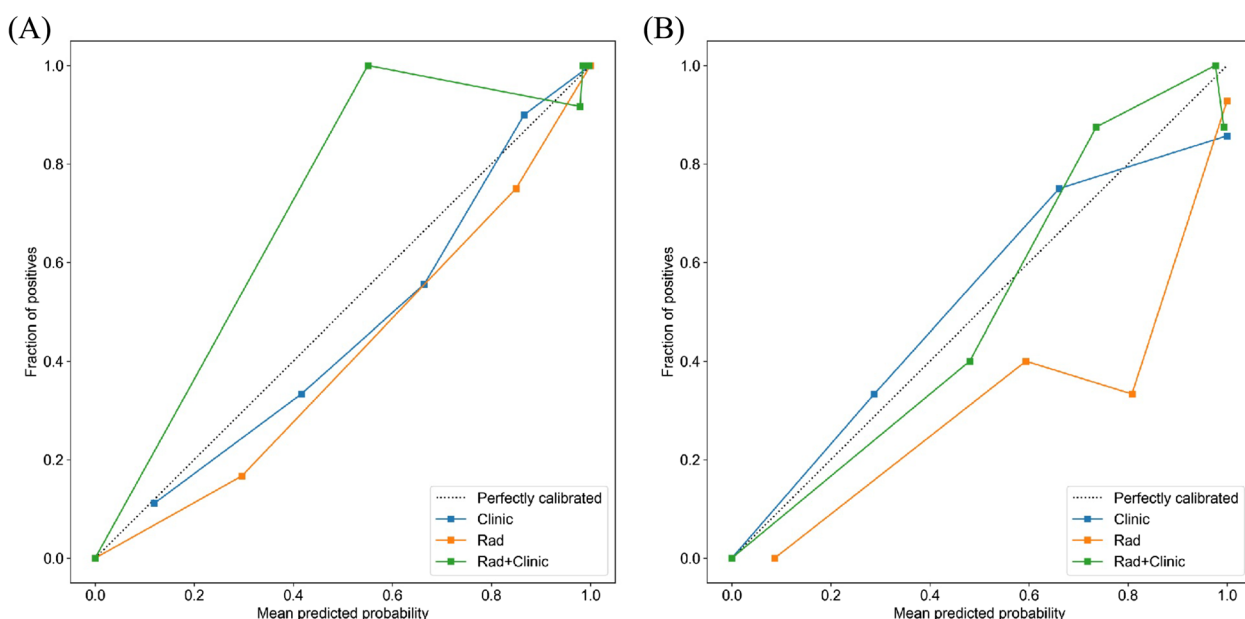 (A)
1.0
0.8
0.6
0.4
0.2
0.0
Fraction of positives
0.0 0.2 0.4 0.6 0.8 1.0
Mean predicted probability
Perfectly calibrated
Clinic
Rad
Rad+Clinic
(B)
1.0
0.8
0.6
0.4
0.2
0.0
Fraction of positives
0.0 0.2 0.4 0.6 0.8 1.0
Mean predicted probability
Perfectly calibrated
Clinic
Rad
Rad+Clinic